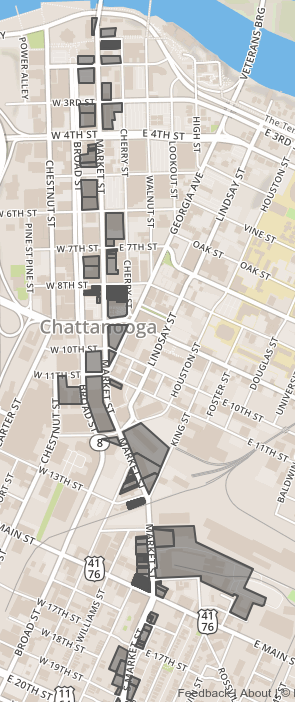 POWER ALLEY
VETERANS BRG
W 3RD ST
The Ter
E 3RD
HIGH ST
W 4TH ST
E 4TH ST
MARKET ST
BROAD ST
CHERRY ST
CHESTNUT ST
LOOKOUT ST
WALNUT ST
HOUSTON ST
LINDSAY ST
GEORGIA AVE
W 6TH ST
VINE ST
PINE ST
PINE ST
W 7TH ST
E 7TH ST
OAK ST
OAK ST
CHERRY
W 8TH ST
Chattanooga
LINDSAY ST
W 10TH ST
HOUSTON ST
DOUGLAS ST
W 11TH ST
MARKET ST
BROAD
FOSTER ST
UNIVERS
E 10TH ST
CARTER ST
CHESTNUT ST
8
KING ST
E 11TH ST
MARKET
W 13TH ST
BALDWIN
ORT ST
MAIN ST
MARKET ST
41
76
W 17TH ST
WILLIAMS ST
41
76
E MAIN ST
BROAD ST
W 18TH ST
MARKET ST
E 17TH ST
W 19TH ST
ROSS
E 20TH ST
11
Feedback | About | ©